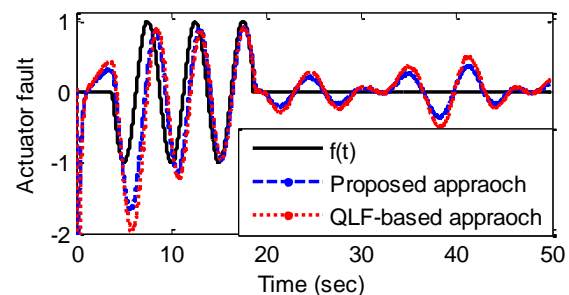 1
0
-1
-2
Actuator fault
0
10
20
30
40
50
Time (sec)
f(t)
Proposed appraoch
QLF-based appraoch